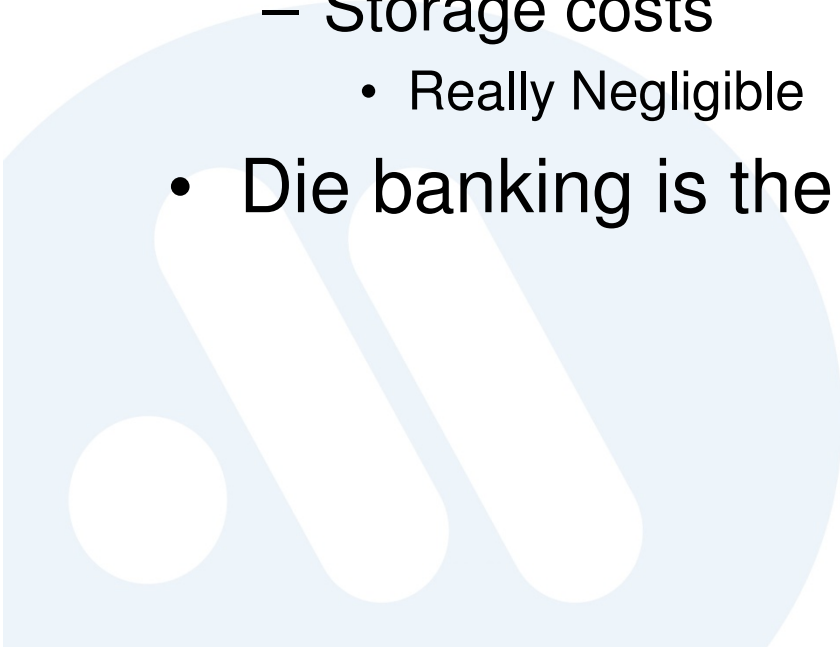 – Storage costs
• Really Negligible
• Die banking is the